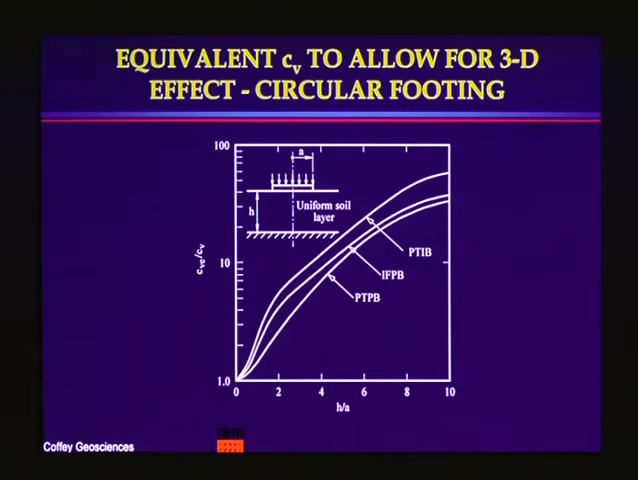 EQUIVALENT cv TO ALLOW FOR 3-D
EFFECT - CIRCULAR FOOTING
100
a
Uniform soil
layer
h
cve/cv
10
PTIB
IFPB
PTPB
1.0
0 2 4 6 8 10
h/a
Coffey Geosciences